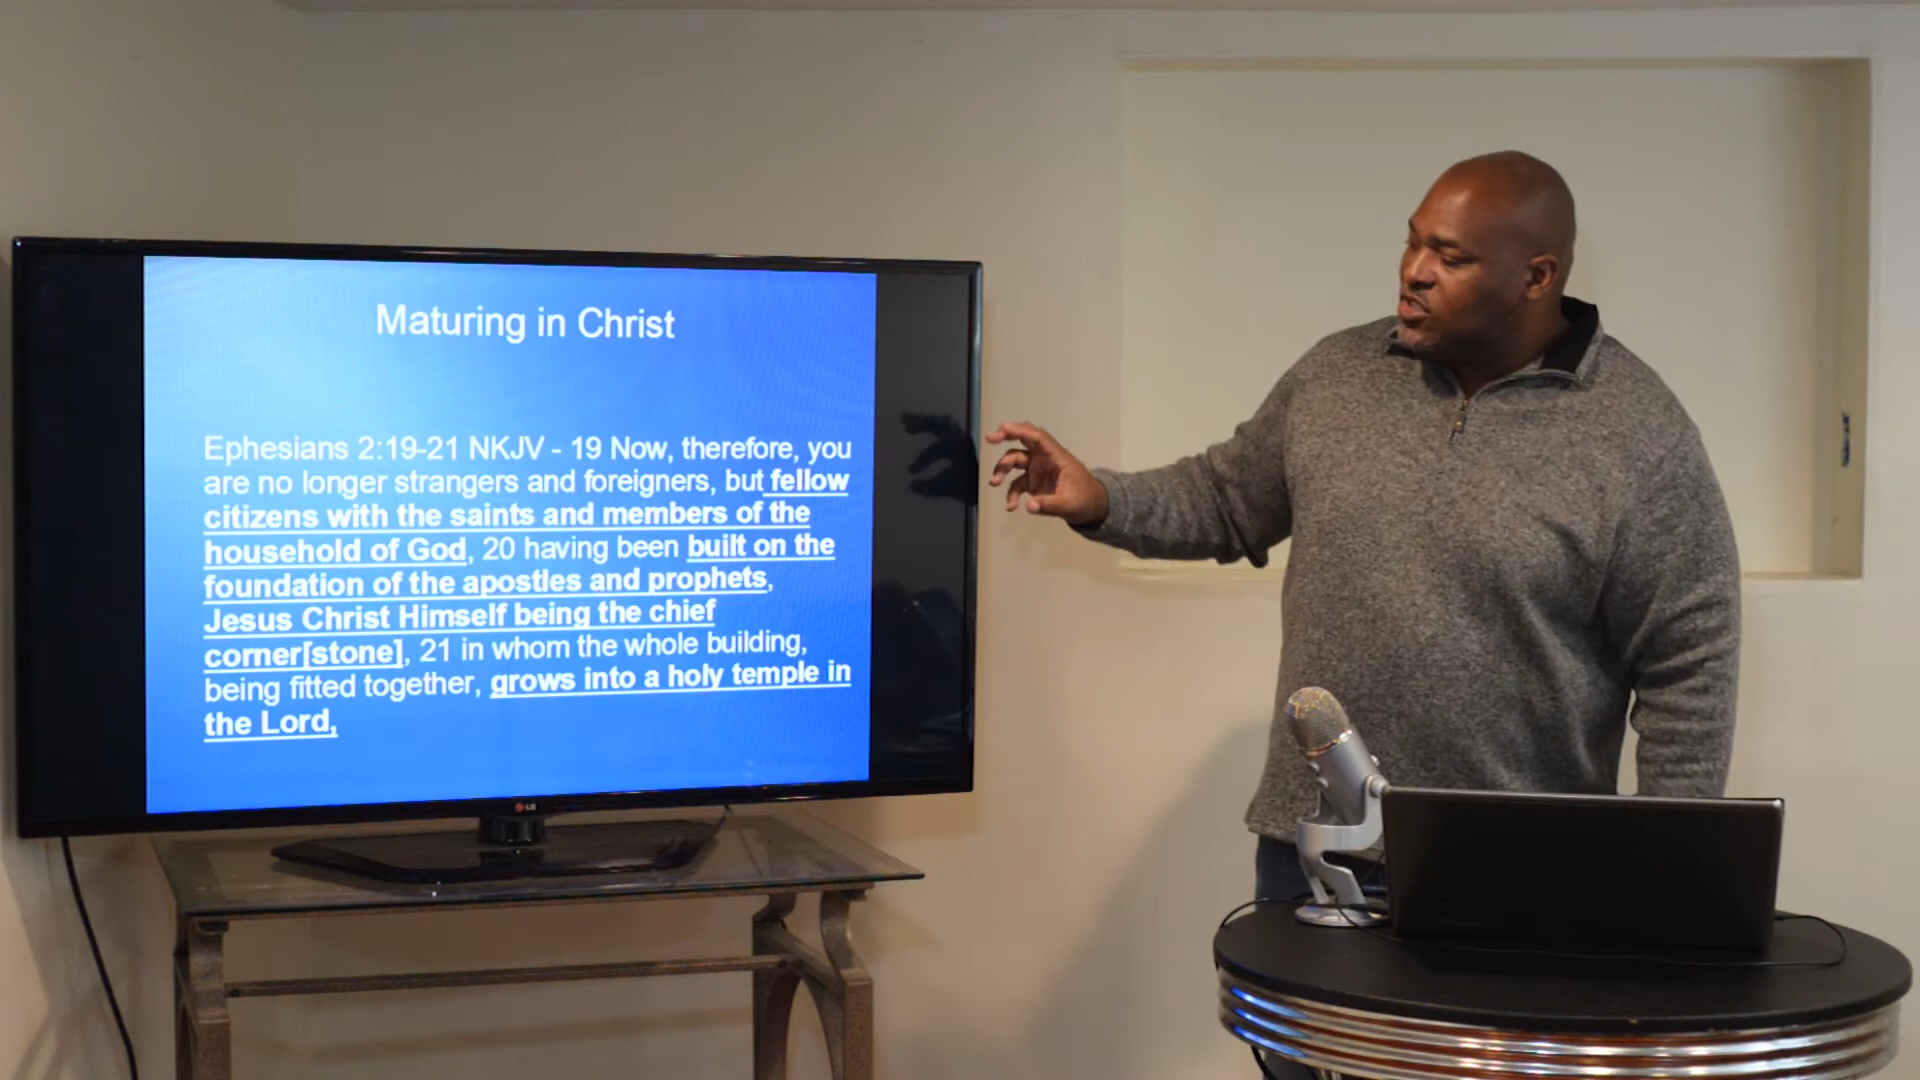 Maturing in Christ
Ephesians 2:19-21 NKJV - 19 Now, therefore, you
are no longer strangers and foreigners, but fellow
citizens with the saints and members of the
household of God, 20 having been built on the
foundation of the apostles and prophets,
Jesus Christ Himself being the chief
corner[stone], 21 in whom the whole building,
being fitted together, grows into a holy temple in
the Lord,
LG